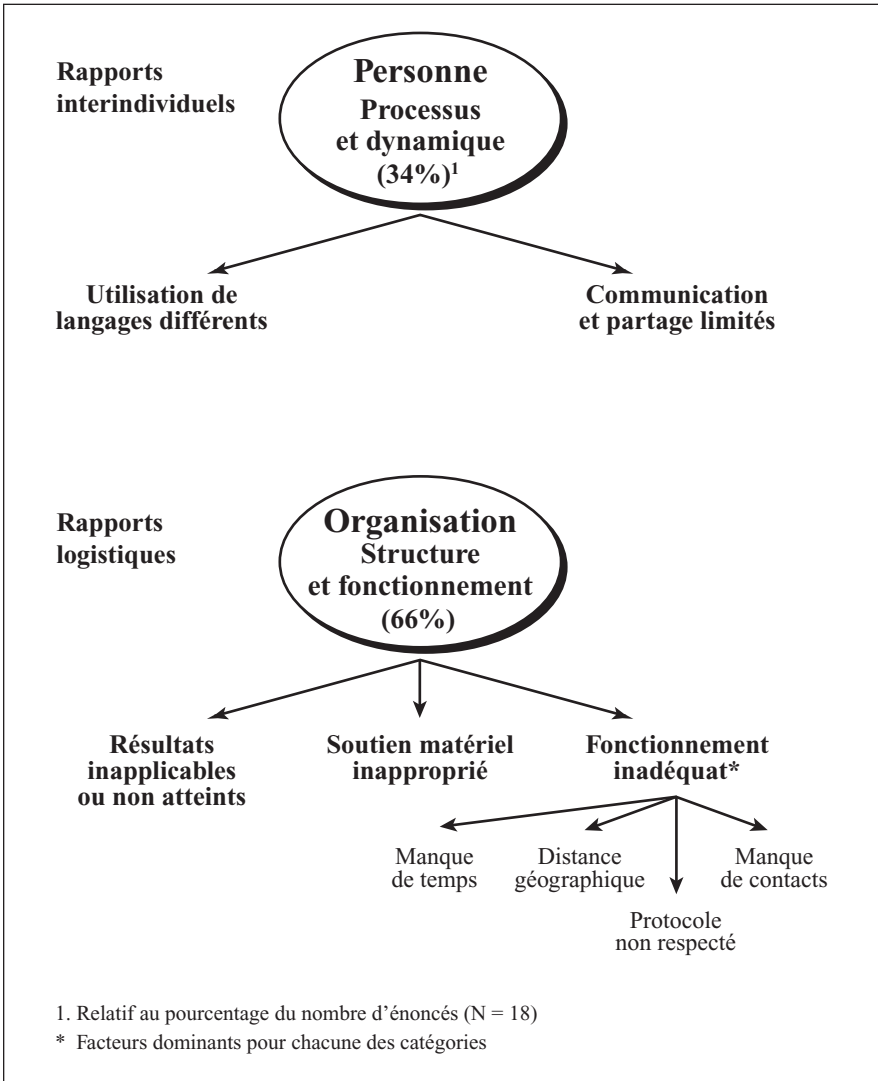 Rapports
interindividuels
Personne
Processus
et dynamique
(34%)¹
Utilisation de
langages différents
Communication
et partage limités
Rapports
logistiques
Organisation
Structure
et fonctionnement
(66%)
Résultats
inapplicables
ou non atteints
Soutien matériel
inapproprié
Fonctionnement
inadéquat*
Manque
de temps
Distance
géographique
Manque
de contacts
Protocole
non respecté
1. Relatif au pourcentage du nombre d’énoncés (N = 18)
* Facteurs dominants pour chacune des catégories